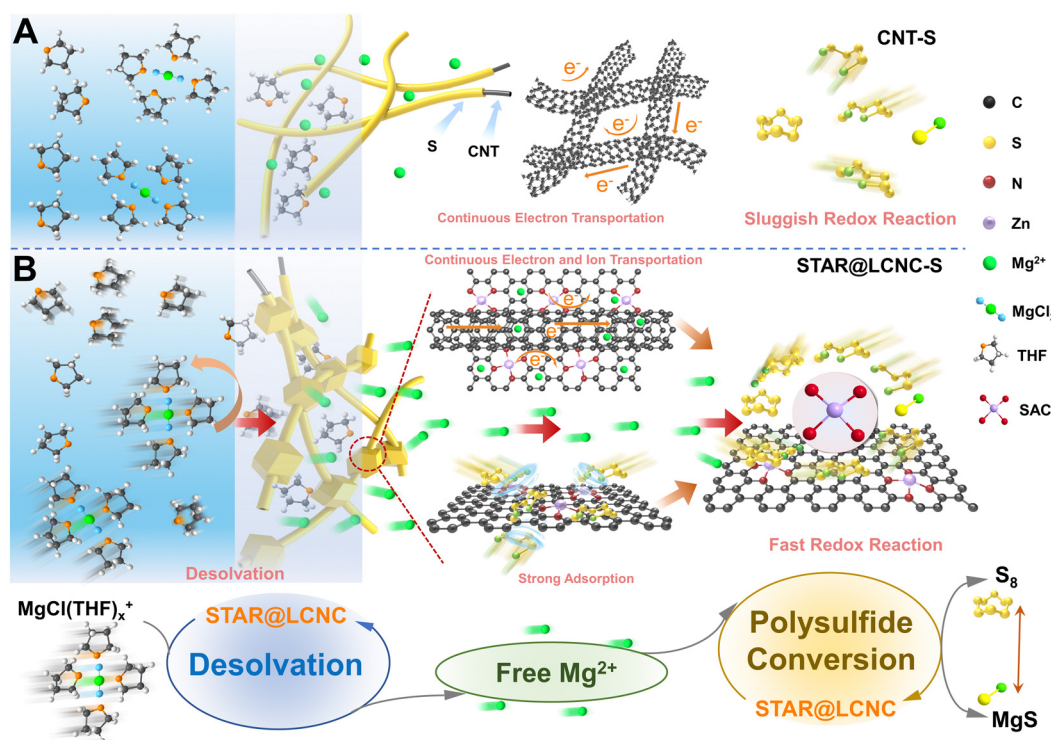 A
CNT-S
e-
e-
e-
e-
S
CNT
Continuous Electron Transportation
Sluggish Redox Reaction
C
S
N
Zn
Mg2+
MgCl
THF
SAC
B
Continuous Electron and Ion Transportation
STAR@LCNC-S
e-
e
e-
Desolvation
Strong Adsorption
Fast Redox Reaction
MgCl(THF)x+
STAR@LCNC
Desolvation
Free Mg2+
Polysulfide
Conversion
STAR@LCNC
S8
MgS